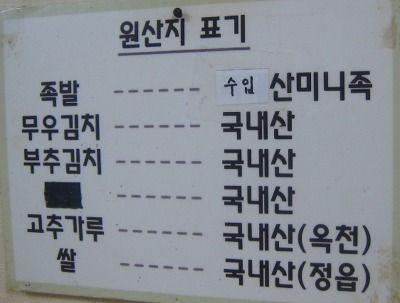 원산지 표기
족발 ------ 수입 산미니족
무우김치 ------ 국내산
부추김치 ------ 국내산
------ 국내산
고추가루 ------ 국내산(옥천)
쌀 ------ 국내산(정읍)